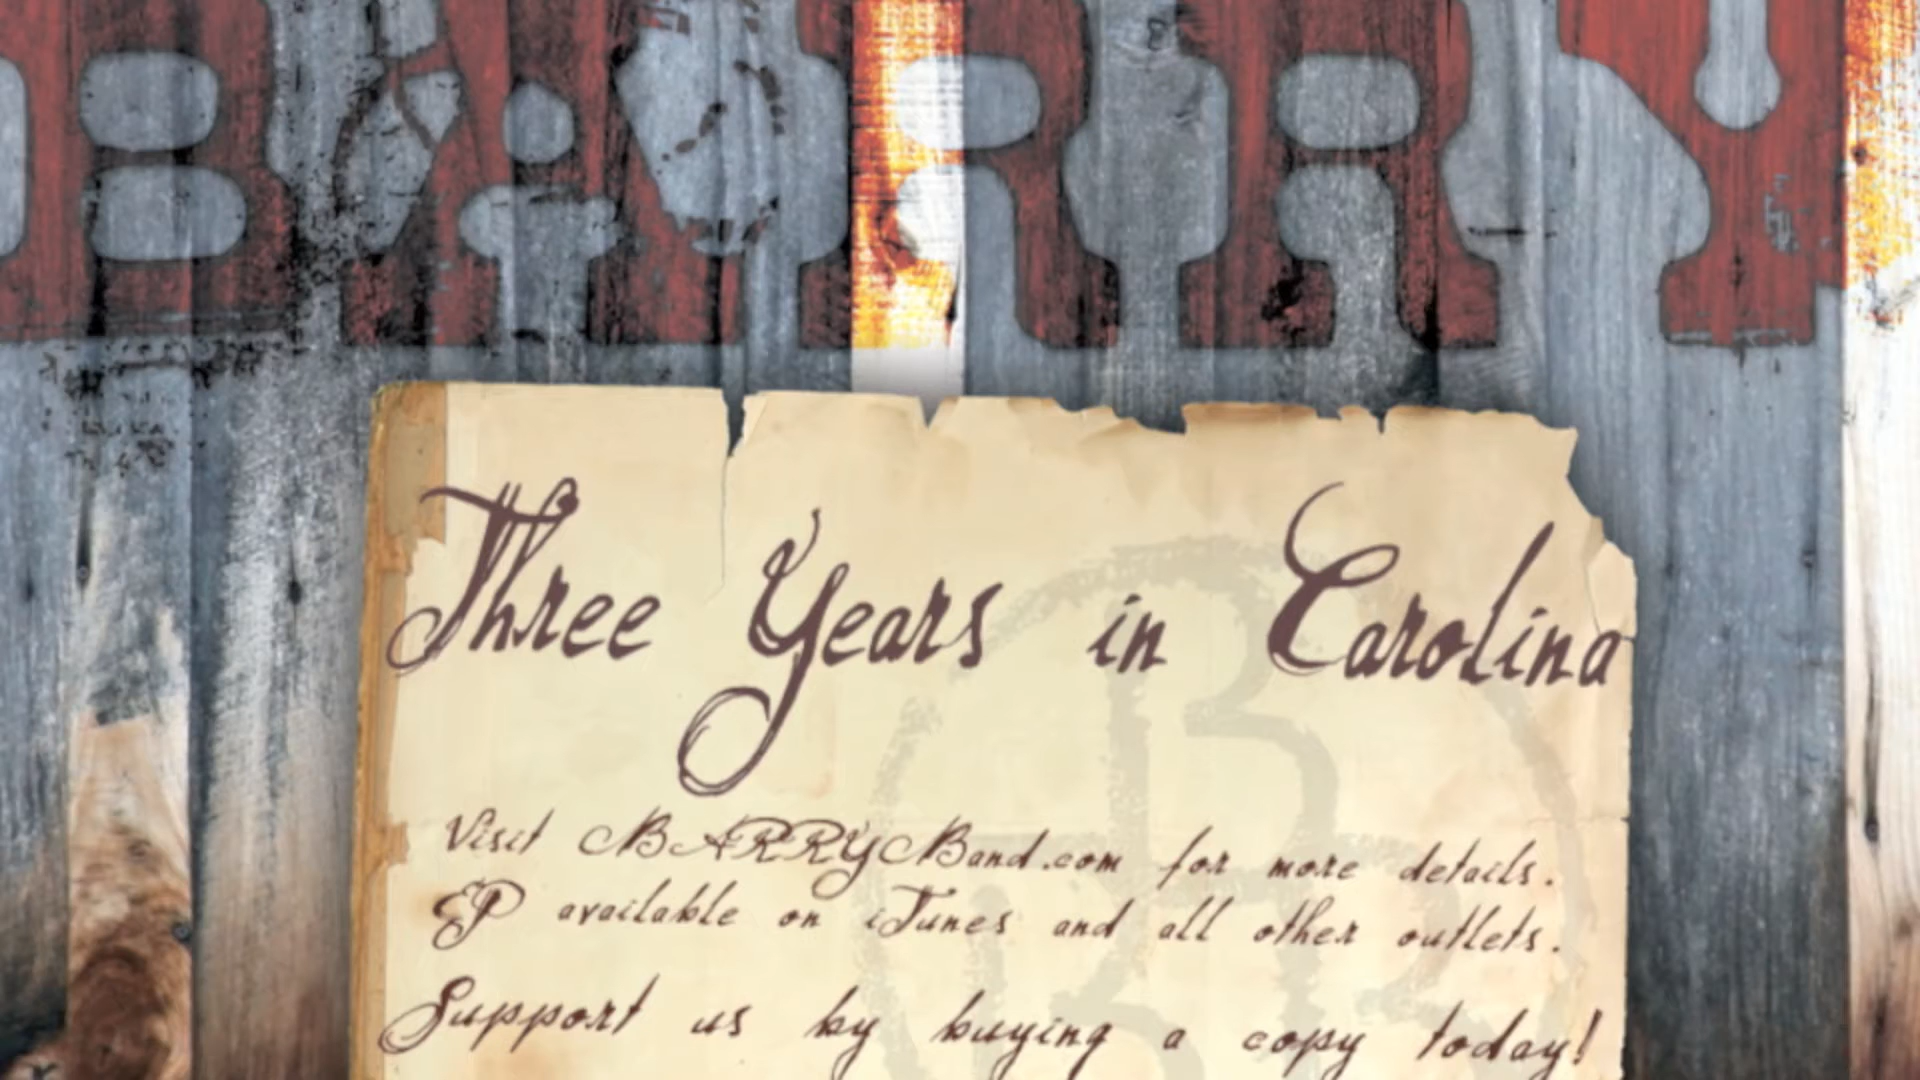 BARRY
Three Years in Carolina
Visit BARRYBand.com for more details.
EP available on iTunes and all other outlets.
Support us by buying a copy today!